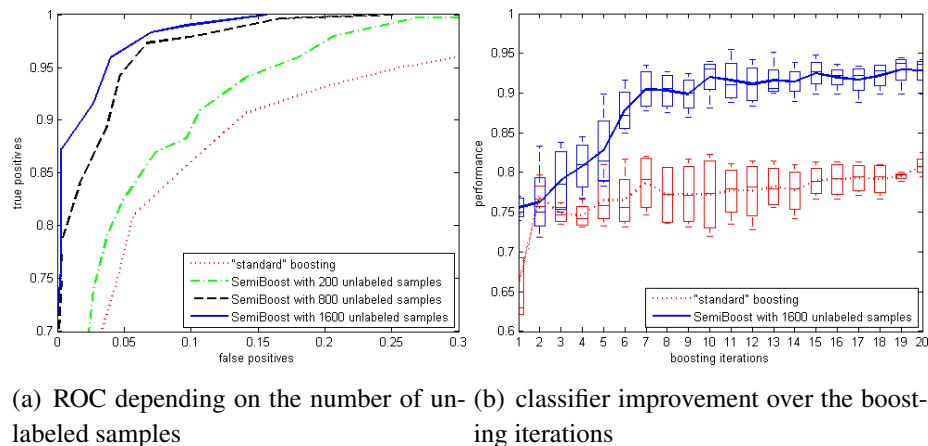 1
0.95
0.9
0.85
0.8
0.75
0.7
true positives
0 0.05 0.1 0.15 0.2 0.25 0.3
false positives
"standard" boosting
SemiBoost with 200 unlabeled samples
SemiBoost with 800 unlabeled samples
SemiBoost with 1600 unlabeled samples
1
0.95
0.9
0.85
0.8
0.75
0.7
0.65
0.6
performance
1 2 3 4 5 6 7 8 9 10 11 12 13 14 15 16 17 18 19 20
boosting iterations
"standard" boosting
SemiBoost with 1600 unlabeled samples
(a) ROC depending on the number of un-
labeled samples
(b) classifier improvement over the boost-
ing iterations